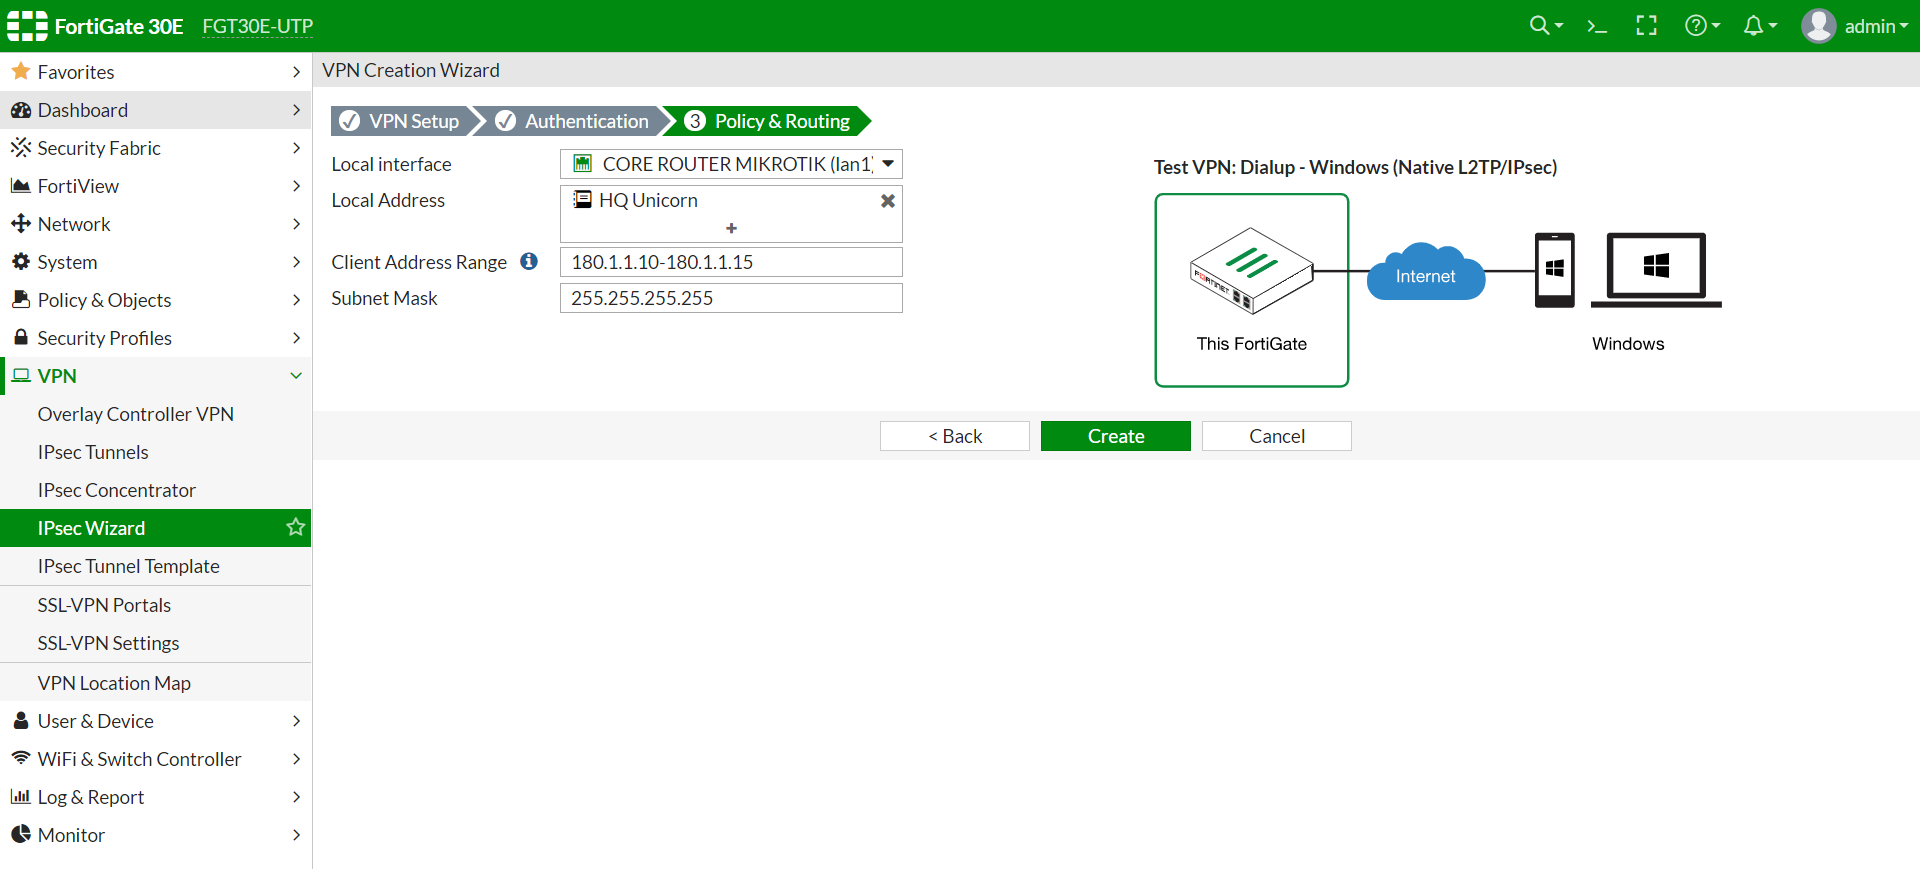 FortiGate 30E FGT30E-UTP admin
Favorites
Dashboard
Security Fabric
FortiView
Network
System
Policy & Objects
Security Profiles
VPN
Overlay Controller VPN
IPsec Tunnels
IPsec Concentrator
IPsec Wizard
IPsec Tunnel Template
SSL-VPN Portals
SSL-VPN Settings
VPN Location Map
User & Device
WiFi & Switch Controller
Log & Report
Monitor
VPN Creation Wizard
VPN Setup Authentication 3 Policy & Routing
Local interface CORE ROUTER MIKROTIK (lan1)
Local Address HQ Unicorn
+
Client Address Range 180.1.1.10-180.1.1.15
Subnet Mask 255.255.255.255
Test VPN: Dialup - Windows (Native L2TP/IPsec)
FORTINET
Internet
This FortiGate
Windows
< Back Create Cancel